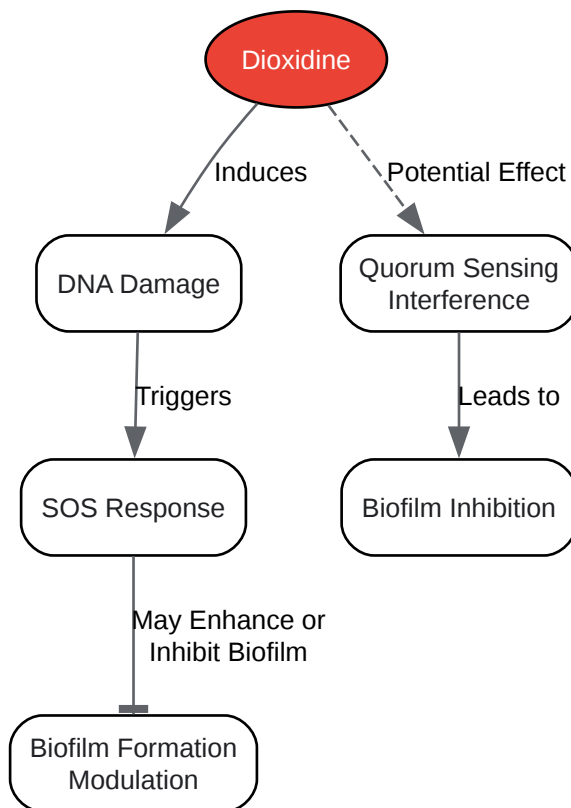 Dioxidine
Induces
Potential Effect
DNA Damage
Quorum Sensing
Interference
Triggers
Leads to
SOS Response
Biofilm Inhibition
May Enhance or
Inhibit Biofilm
Biofilm Formation
Modulation